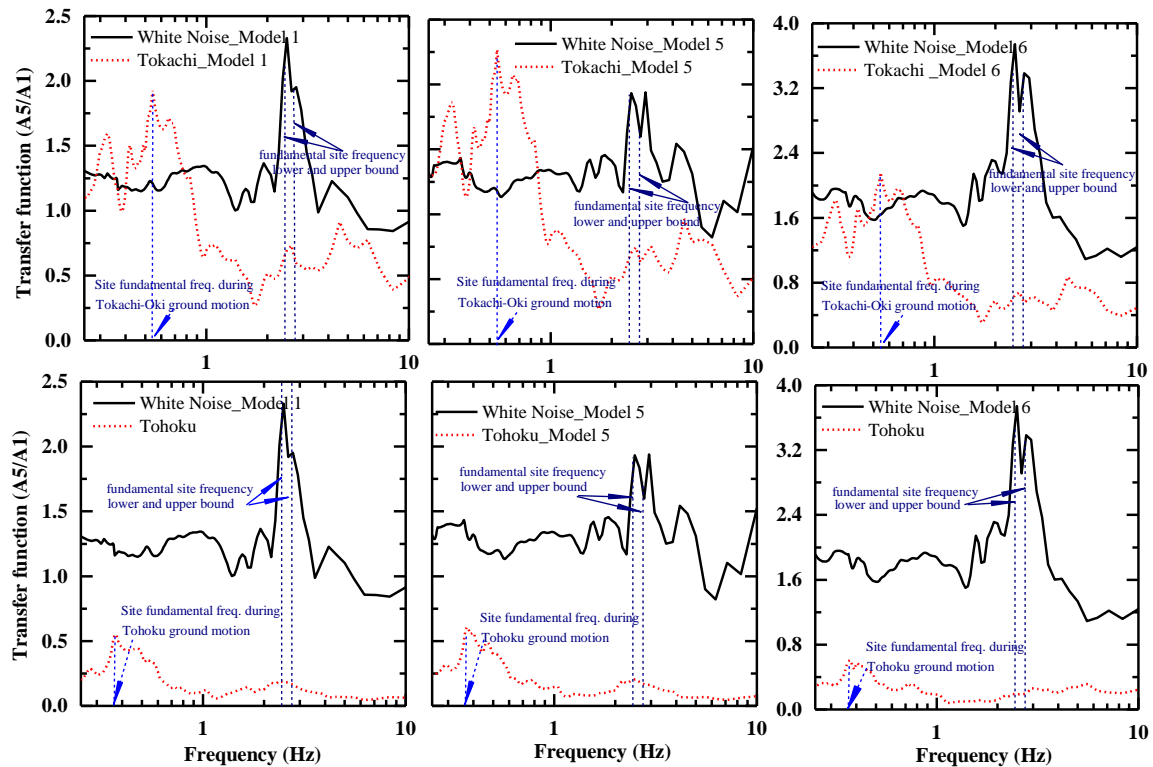 Transfer function (A5/A1)
2.5
2.0
1.5
1.0
0.5
0.0
White Noise_Model 1
Tokachi_Model 1
fundamental site frequency
lower and upper bound
Site fundamental freq. during
Tokachi-Oki ground motion
1
10
White Noise_Model 5
Tokachi_Model 5
fundamental site frequency
lower and upper bound
Site fundamental freq. during
Tokachi-Oki ground motion
1
10
4.0
3.2
2.4
1.6
0.8
0.0
White Noise_Model 6
Tokachi _Model 6
fundamental site frequency
lower and upper bound
Site fundamental freq. during
Tokachi-Oki ground motion
1
10
Transfer function (A5/A1)
2.5
2.0
1.5
1.0
0.5
0.0
White Noise_Model 1
Tohoku
fundamental site frequency
lower and upper bound
Site fundamental freq. during
Tohoku ground motion
1
10
Frequency (Hz)
White Noise_Model 5
Tohoku_Model 5
fundamental site frequency
lower and upper bound
Site fundamental freq. during
Tohoku ground motion
1
10
Frequency (Hz)
4.0
3.2
2.4
1.6
0.8
0.0
White Noise_Model 6
Tohoku
fundamental site frequency
lower and upper bound
Site fundamental freq. during
Tohoku ground motion
1
10
Frequency (Hz)